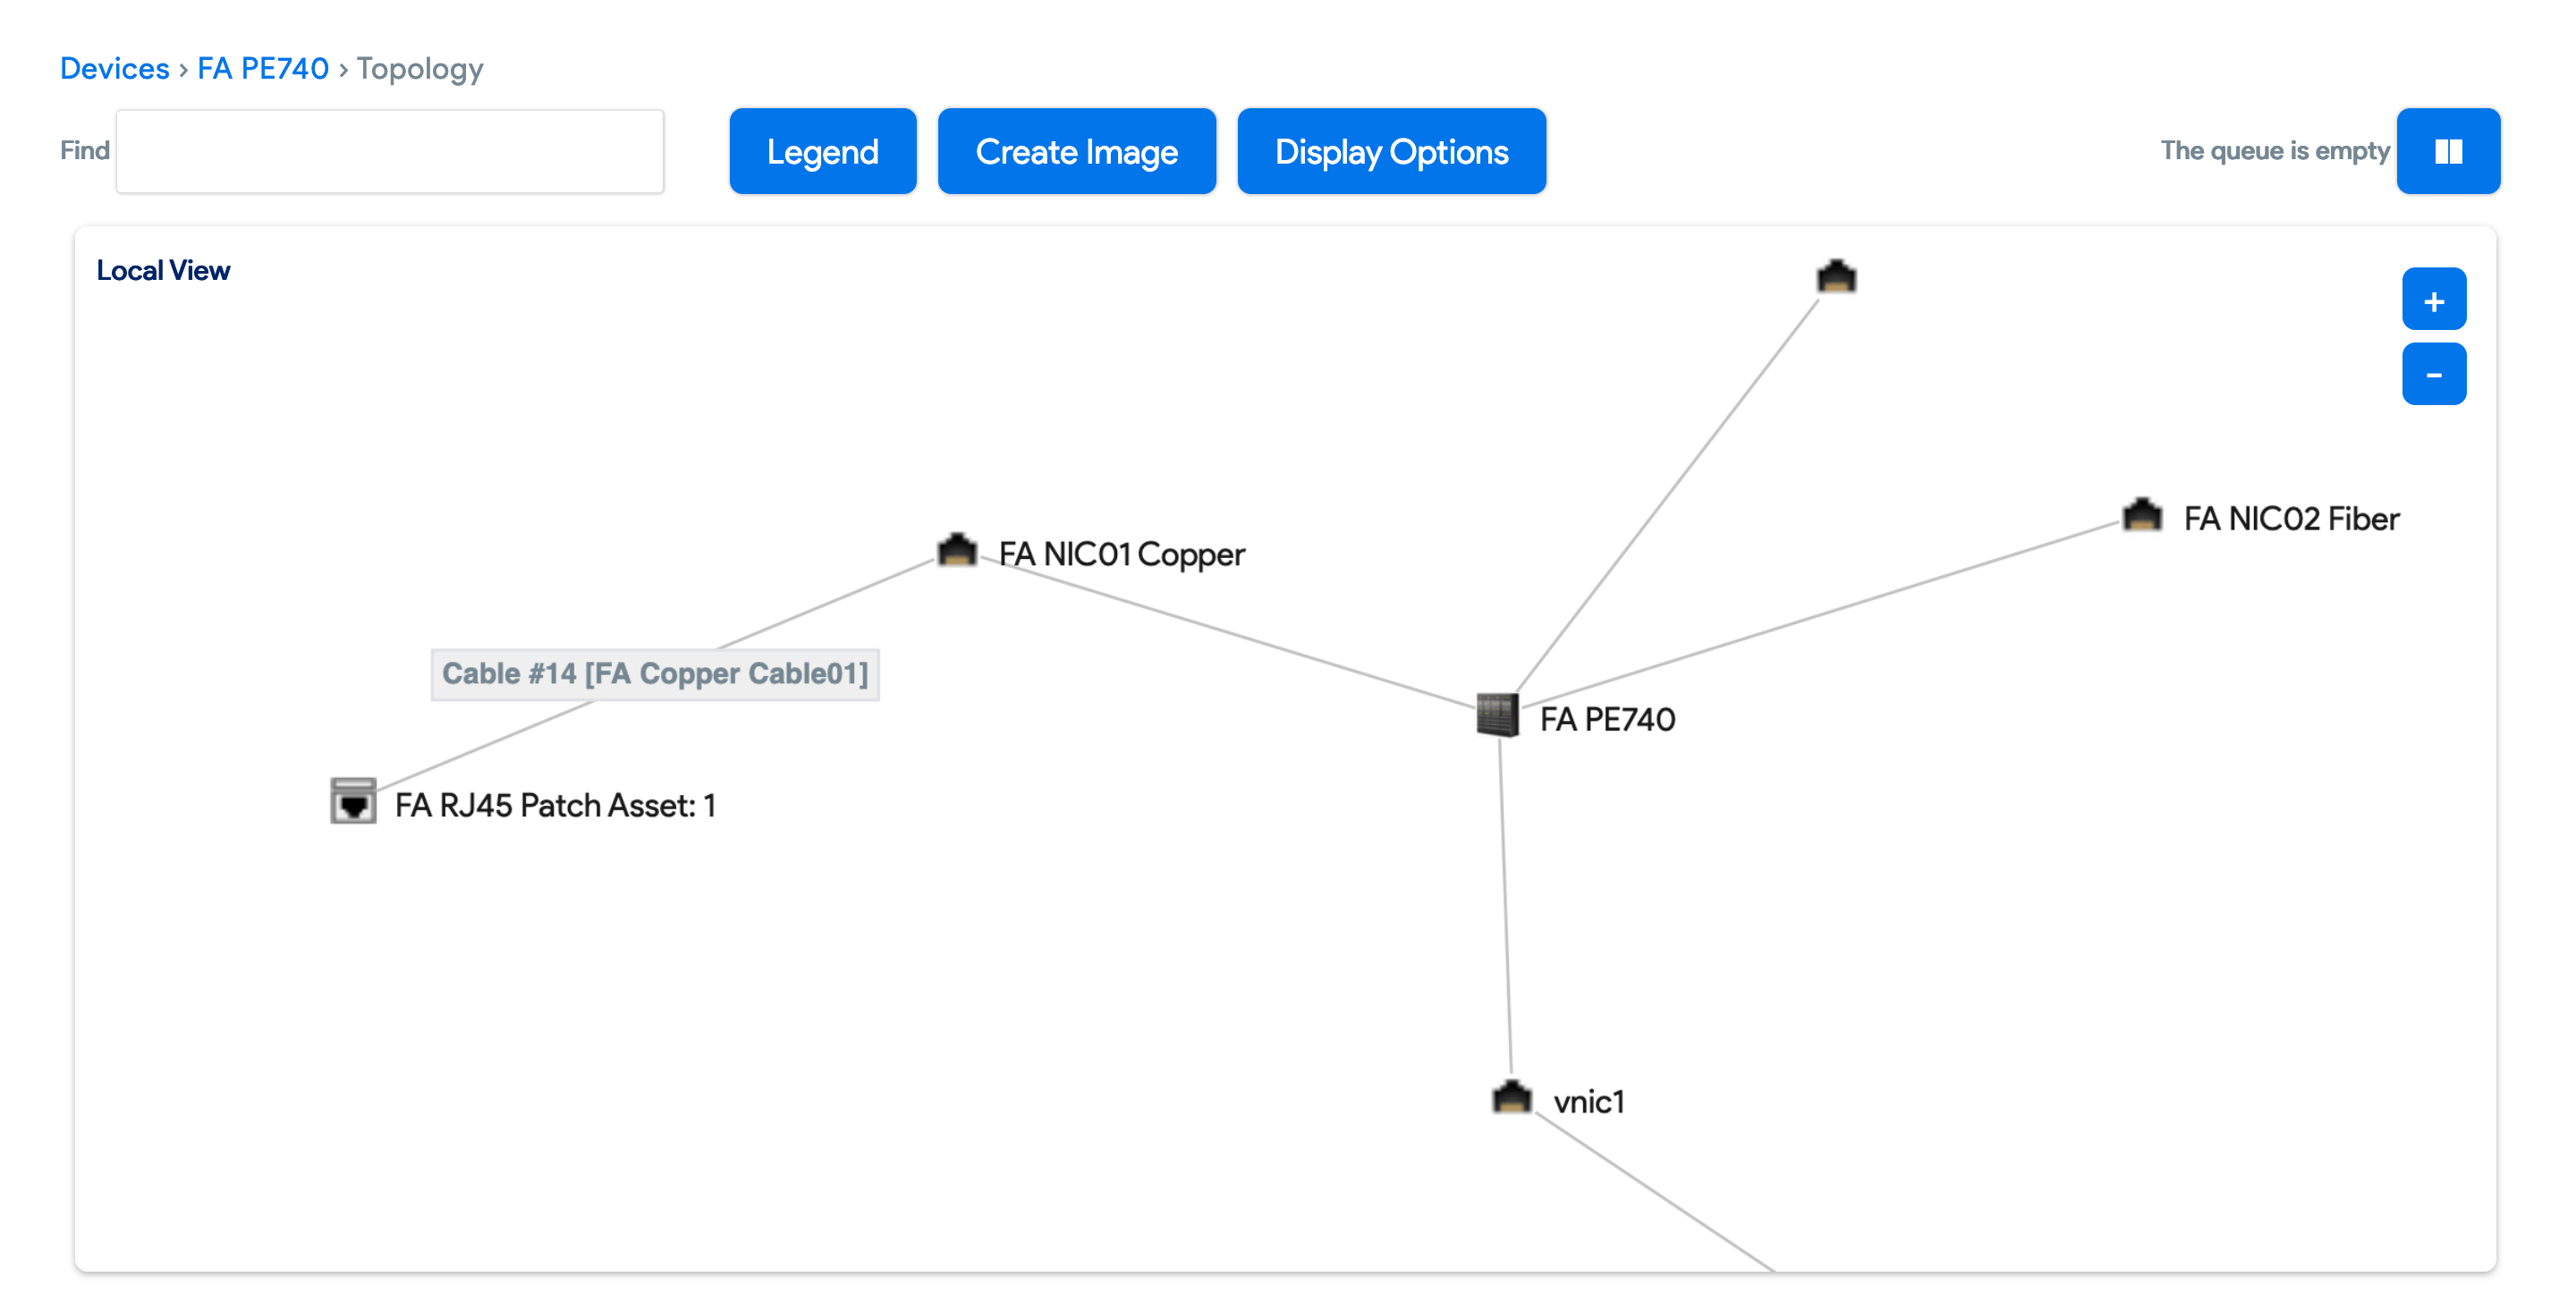 Devices › FA PE740 › Topology
Find
Legend
Create Image
Display Options
The queue is empty
Local View
+
-
FA NIC02 Fiber
FA NIC01 Copper
Cable #14 [FA Copper Cable01]
FA PE740
FA RJ45 Patch Asset: 1
vnic1